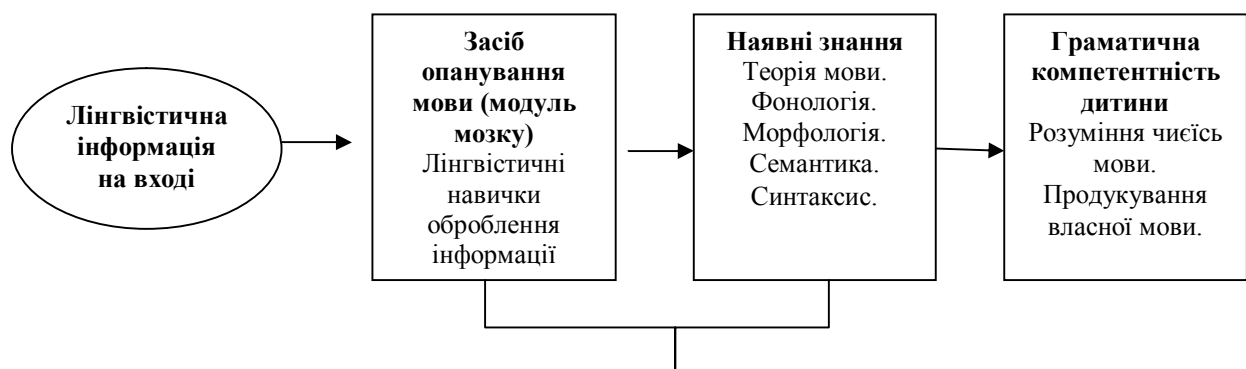 Лінгвістична
інформація
на вході
Засіб
опанування
мови (модуль
мозку)
Лінгвістичні
навички
оброблення
інформації
Наявні знання
Теорія мови.
Фонологія.
Морфологія.
Семантика.
Синтаксис.
Граматична
компетентність
дитини
Розуміння чиєїсь
мови.
Продукування
власної мови.